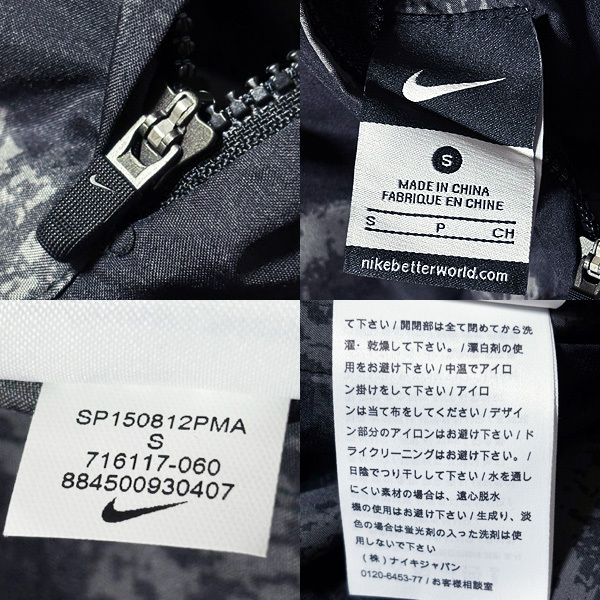 S
MADE IN CHINA
FABRIQUE EN CHINE
S P CH
nikebetterworld.com
SP150812PMA
S
716117-060
884500930407
て下さい / 開閉部は全て閉めてから洗
濯・乾燥して下さい。/ 漂白剤の使
用をお避け下さい / 中温でアイロ
ン掛けをして下さい / アイロ
ンは当て布をしてください / デザイ
ン部分のアイロンはお避け下さい / ド
ライクリーニングはお避け下さい。/
日陰でつり干しして下さい / 水を通し
にくい素材の場合は、遠心脱水
機の使用はお避け下さい / 生成り、淡
色の場合は蛍光剤の入った洗剤は使
用しないで下さい
(株) ナイキジャパン
0120-6453-77 / お客様相談室